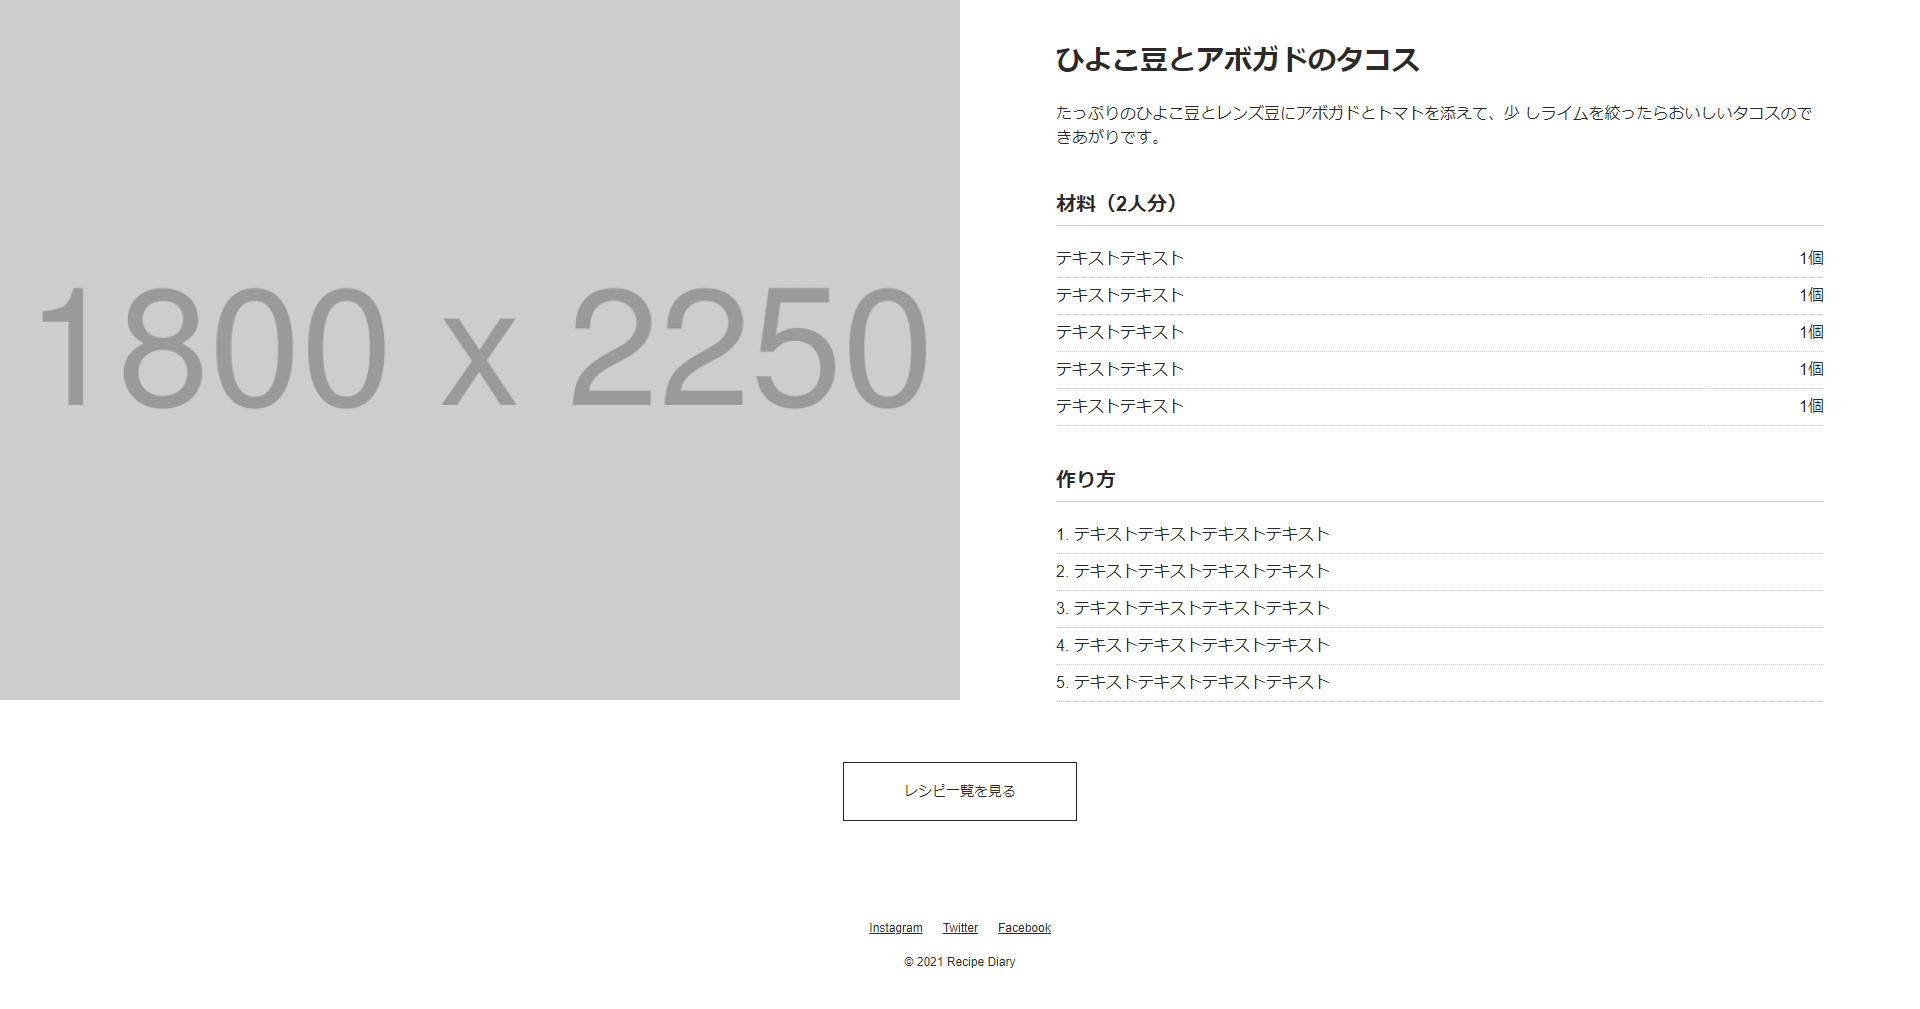 1800 x 2250
ひよこ豆とアボガドのタコス
たっぷりのひよこ豆とレンズ豆にアボガドとトマトを添えて、少 しライムを絞ったらおいしいタコスので
きあがりです。
材料（2人分）
テキストテキスト 1個
テキストテキスト 1個
テキストテキスト 1個
テキストテキスト 1個
テキストテキスト 1個
作り方
1. テキストテキストテキストテキスト
2. テキストテキストテキストテキスト
3. テキストテキストテキストテキスト
4. テキストテキストテキストテキスト
5. テキストテキストテキストテキスト
レシピ一覧を見る
Instagram Twitter Facebook
© 2021 Recipe Diary